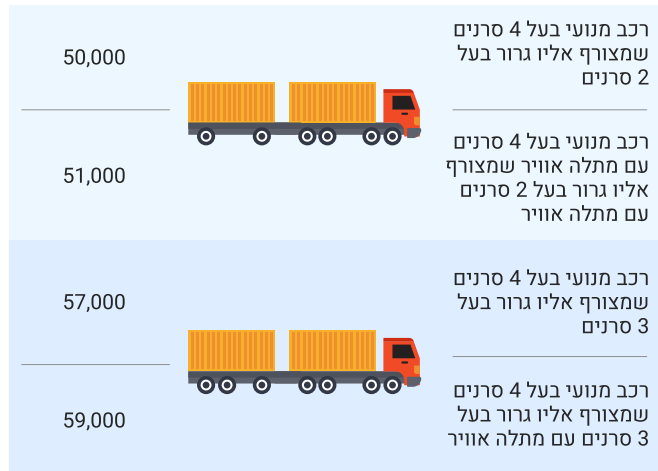 רכב מנועי בעל 4 סרנים
שמצורף אליו גרור בעל
2 סרנים
50,000
רכב מנועי בעל 4 סרנים
עם מתלה אוויר שמצורף
אליו גרור בעל 2 סרנים
עם מתלה אוויר
51,000
רכב מנועי בעל 4 סרנים
שמצורף אליו גרור בעל
3 סרנים
57,000
רכב מנועי בעל 4 סרנים
שמצורף אליו גרור בעל
3 סרנים עם מתלה אוויר
59,000